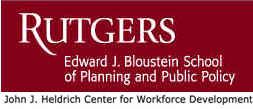 RUTGERS
Edward J. Bloustein School
of Planning and Public Policy
John J. Heldrich Center for Workforce Development